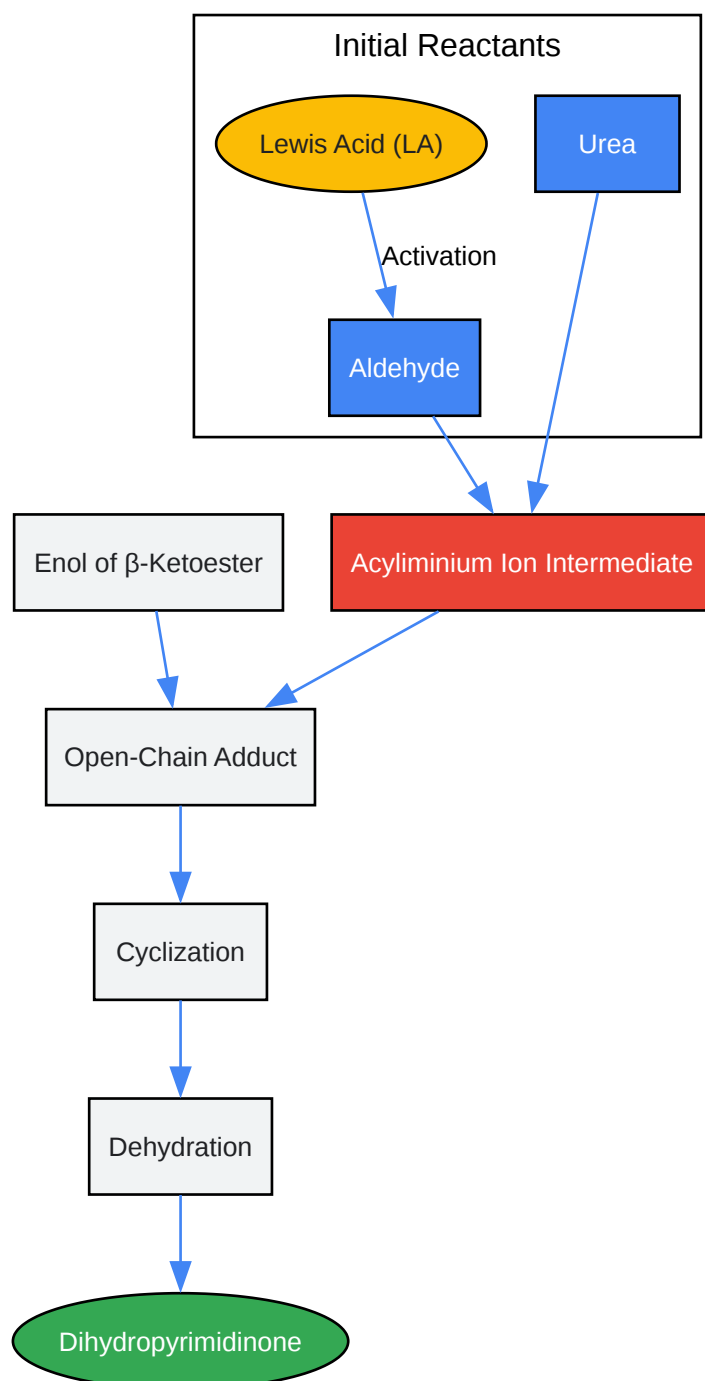 Initial Reactants
Lewis Acid (LA)
Urea
Activation
Aldehyde
Enol of β-Ketoester
Acyliminium Ion Intermediate
Open-Chain Adduct
Cyclization
Dehydration
Dihydropyrimidinone